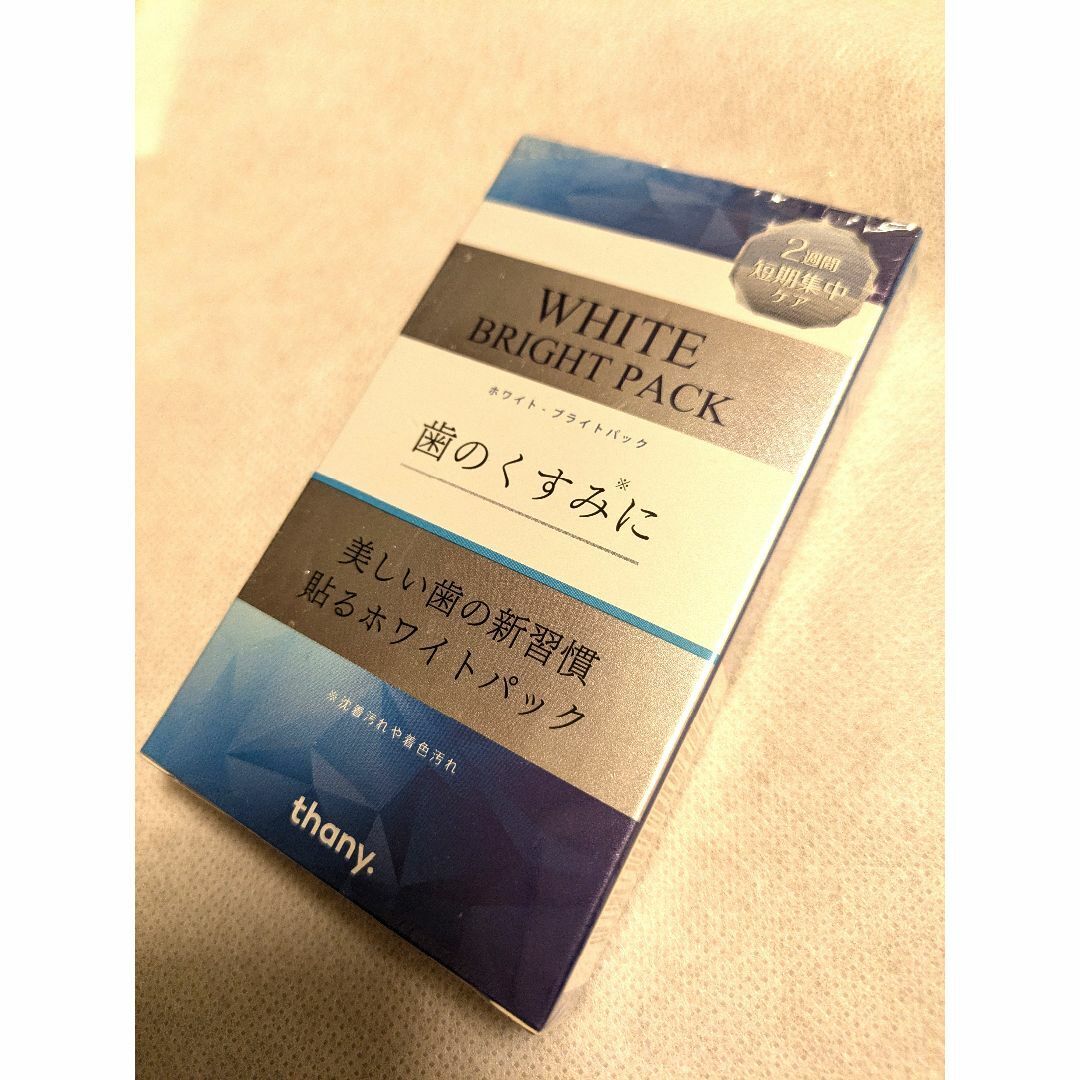 2週間
短期集中
ケア
WHITE
BRIGHT PACK
ホワイト・ブライトパック
歯のくすみ※に
美しい歯の新習慣
貼るホワイトパック
※沈着汚れや着色汚れ
thany.